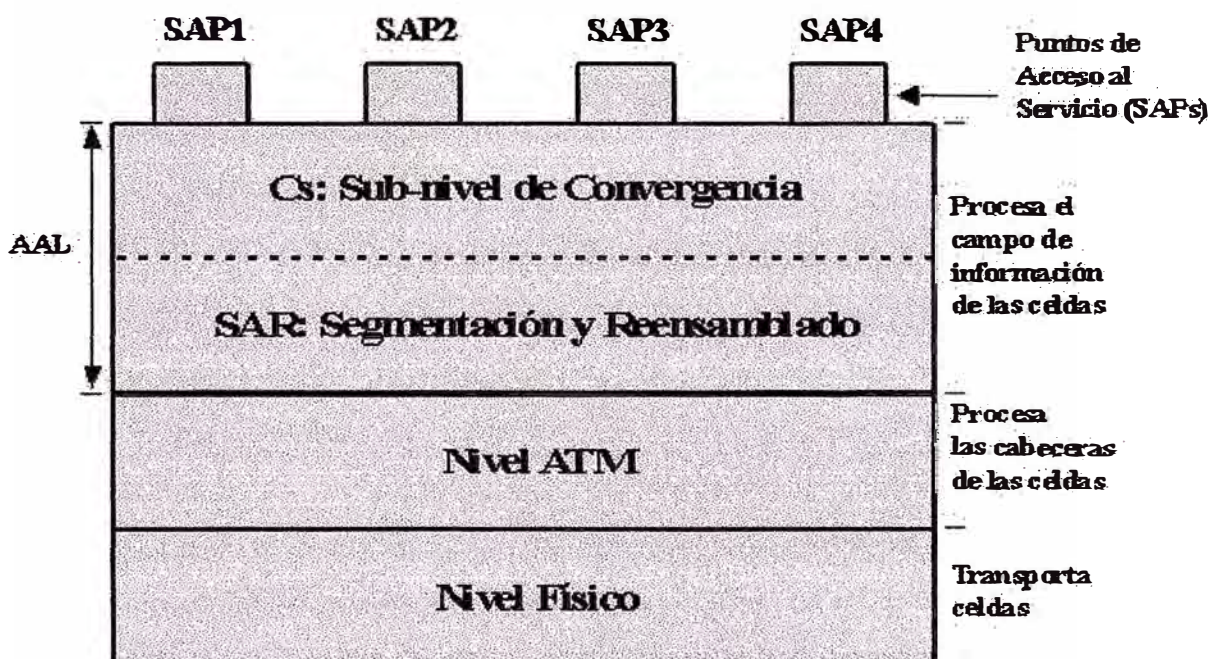 SAP1 SAP2 SAP3 SAP4
Puntos de
Acceso al
Servicio (SAPs)
Cs: Sub-nivel de Convergencia
AAL
SAR: Segmentación y Reensamblado
Procesa el
campo de
información
de las celdas
Nivel ATM
Procesa
las cabeceras
de las celdas
Nivel Físico
Transporta
celdas